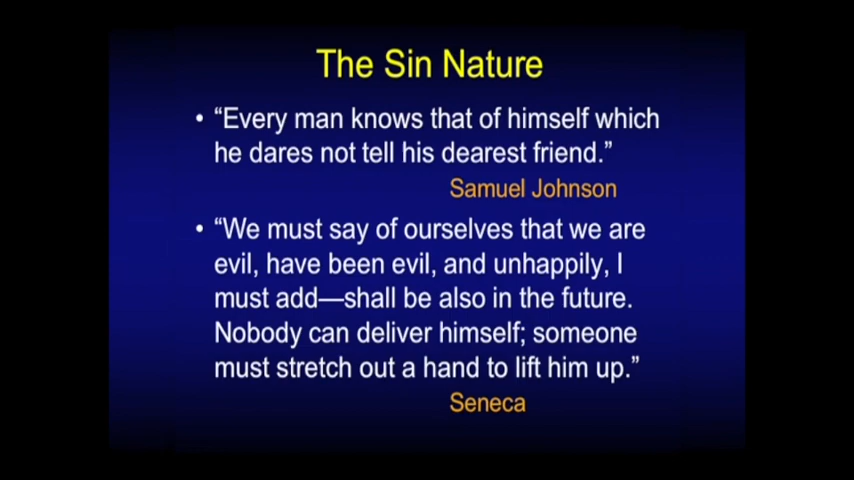 The Sin Nature
• “Every man knows that of himself which
he dares not tell his dearest friend.”
Samuel Johnson
• “We must say of ourselves that we are
evil, have been evil, and unhappily, I
must add—shall be also in the future.
Nobody can deliver himself; someone
must stretch out a hand to lift him up.”
Seneca